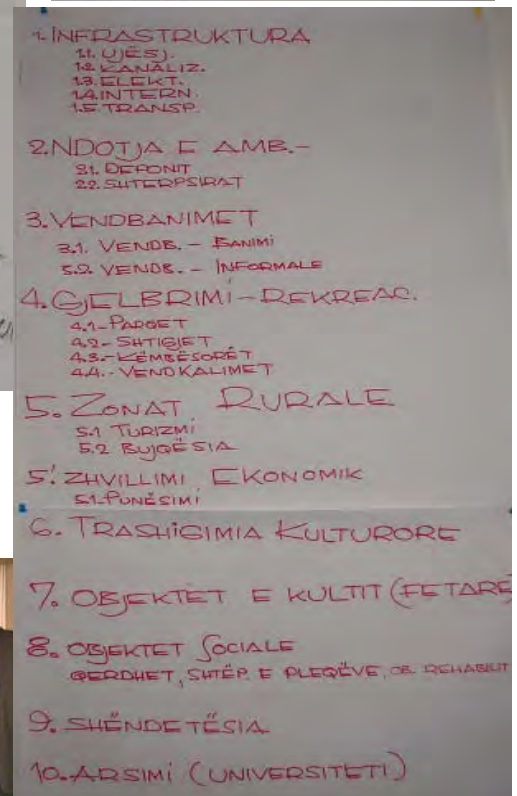 1. INFRASTRUKTURA
1.1. UJËSJ.
1.2. KANALIZ.
1.3. ELEKT.
1.4. INTERN.
1.5 TRANSP.
2. NDOTJA E AMB.-
2.1. DEPONIT
2.2. SHTERPSIRAT
3. VENDBANIMET
3.1. VENDB. – BANIMI
5.2. VENDB. – INFORMALE
4. GJELBRIMI – REKREAC.
4.1- PARQET
4.2- SHTIGJET
4.3.- KËMBËSORËT
4.4.- VENDKALIMET
5. ZONAT RURALE
5.1 TURIZMI
5.2 BUJQËSIA
5'. ZHVILLIMI EKONOMIK
5.1- PUNËSIMI
6. TRASHIGIMIA KULTURORE
7. OBJEKTET E KULTIT (FETARE)
8. OBJEKTET SOCIALE
QERDHET, SHTËP. E PLEQËVE, OB. REHABILIT
9. SHËNDETËSIA
10. ARSIMI (UNIVERSITETI)